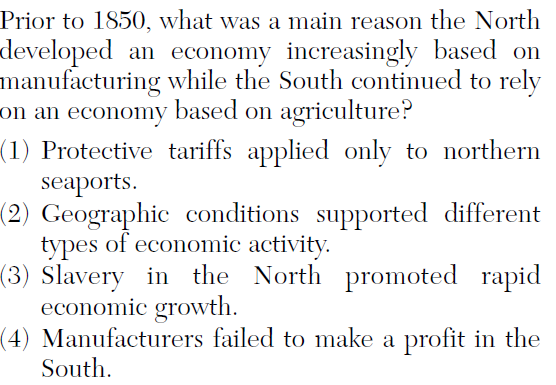 Prior to 1850, what was a main reason the North
developed an economy increasingly based on
manufacturing while the South continued to rely
on an economy based on agriculture?
(1) Protective tariffs applied only to northern
seaports.
(2) Geographic conditions supported different
types of economic activity.
(3) Slavery in the North promoted rapid
economic growth.
(4) Manufacturers failed to make a profit in the
South.